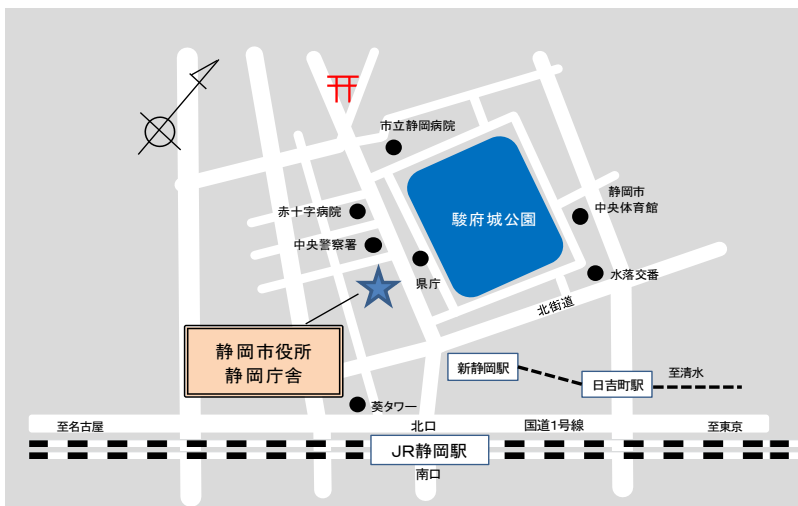 市立静岡病院
赤十字病院
静岡市
中央体育館
駿府城公園
中央警察署
県庁
水落交番
北街道
静岡市役所
静岡庁舎
新静岡駅
日吉町駅
至清水
葵タワー
至名古屋
北口
国道1号線
至東京
JR静岡駅
南口